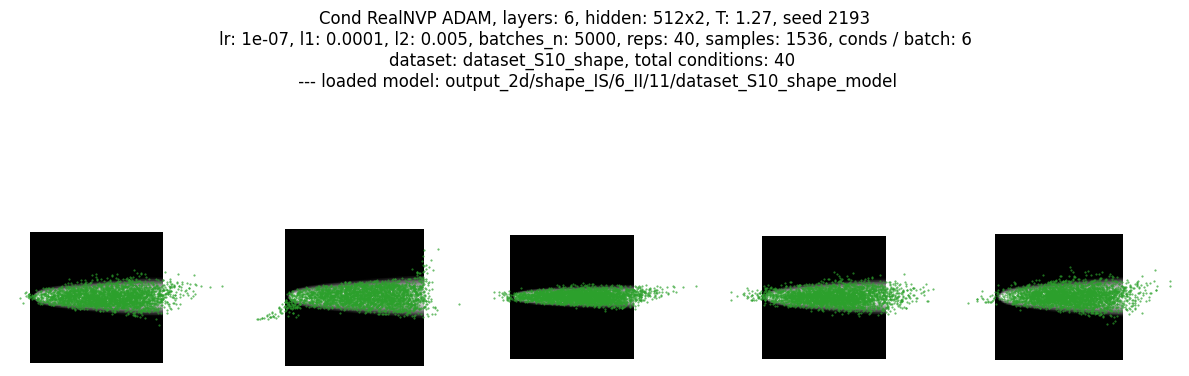 Cond RealNVP ADAM, layers: 6, hidden: 512x2, T: 1.27, seed 2193
lr: 1e-07, l1: 0.0001, l2: 0.005, batches_n: 5000, reps: 40, samples: 1536, conds / batch: 6
dataset: dataset_S10_shape, total conditions: 40
--- loaded model: output_2d/shape_IS/6_II/11/dataset_S10_shape_model